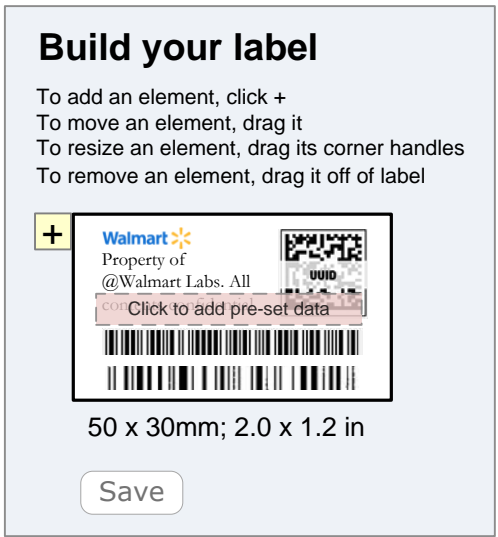 Build your label
To add an element, click +
To move an element, drag it
To resize an element, drag its corner handles
To remove an element, drag it off of label
+
Walmart
Property of
@Walmart Labs. All
UUID
Click to add pre-set data
50 x 30mm; 2.0 x 1.2 in
Save